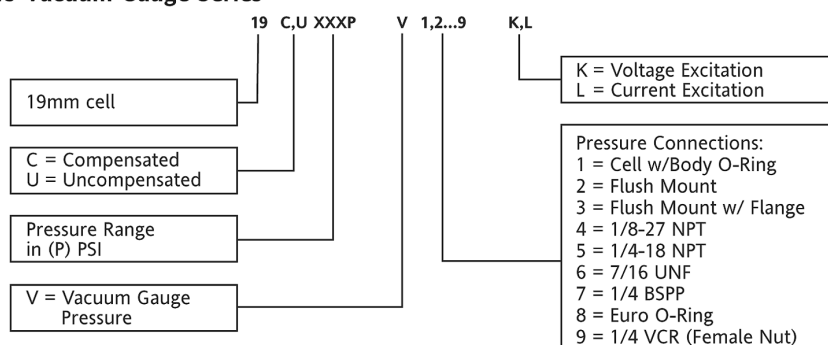 Vacuum Gauge Series
19 C,U XXXP V 1,2...9 K,L
K = Voltage Excitation
L = Current Excitation
19mm cell
C = Compensated
U = Uncompensated
Pressure Range
in (P) PSI
V = Vacuum Gauge
Pressure
Pressure Connections:
1 = Cell w/Body O-Ring
2 = Flush Mount
3 = Flush Mount w/ Flange
4 = 1/8-27 NPT
5 = 1/4-18 NPT
6 = 7/16 UNF
7 = 1/4 BSPP
8 = Euro O-Ring
9 = 1/4 VCR (Female Nut)